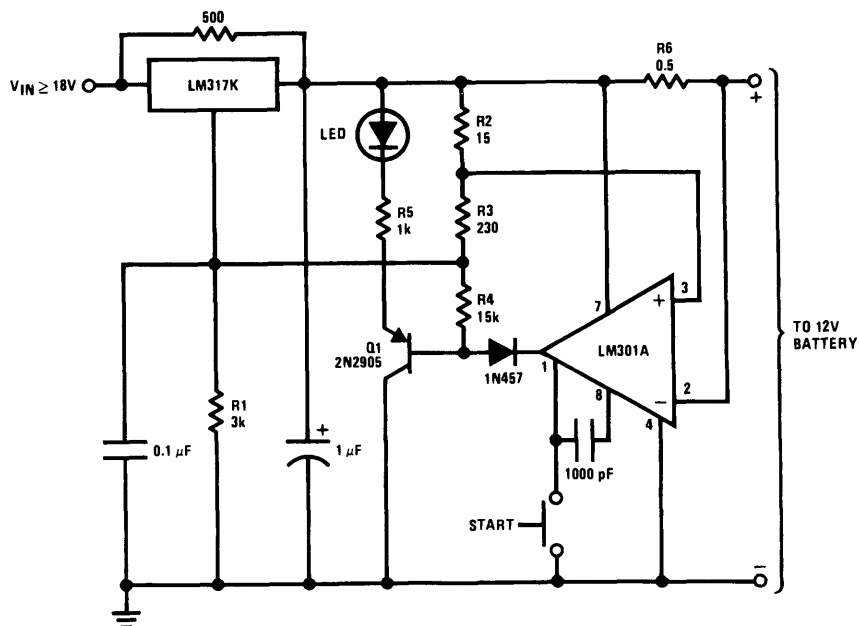 500
VIN ≥ 18V
LM317K
R6
0.5
+
LED
R2
15
R5
1k
R3
230
R4
15k
7
+
3
LM301A
TO 12V
BATTERY
Q1
2N2905
1N457
1
8
−
2
4
R1
3k
0.1 μF
+
1 μF
1000 pF
START
−